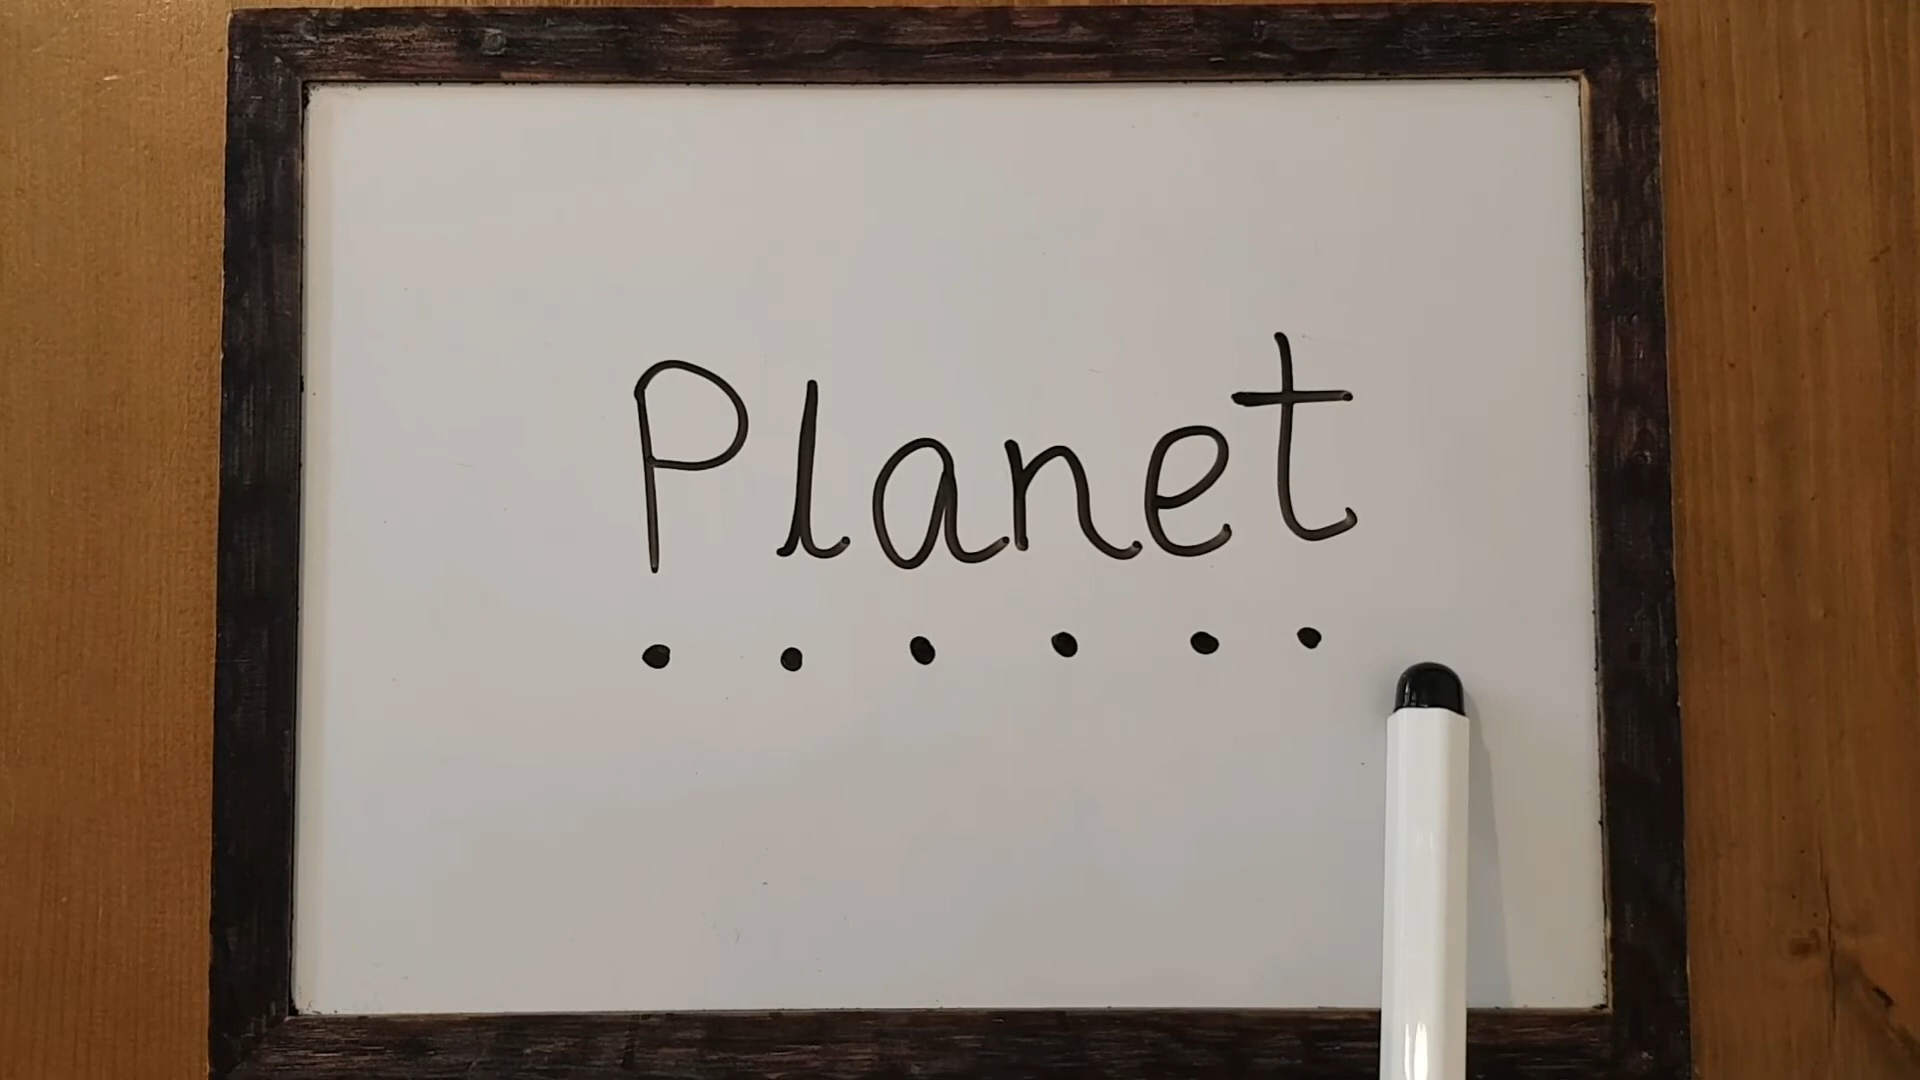 Planet
. . . . . .